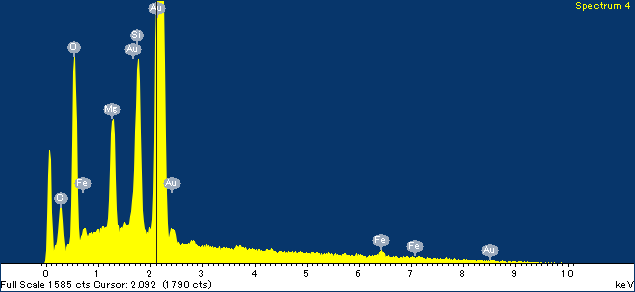 Spectrum 4
Au
Si
O
Au
Mg
Fe
Au
O
Fe
Fe
Au
0 1 2 3 4 5 6 7 8 9 10
Full Scale 1585 cts Cursor: 2.092 (1790 cts) keV